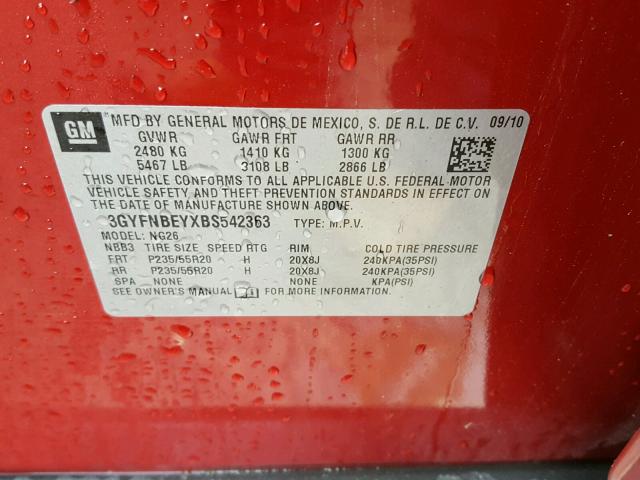 GM MFD BY GENERAL MOTORS DE MEXICO, S. DE R.L. DE C.V. 09/10
GVWR GAWR FRT GAWR RR
2480 KG 1410 KG 1300 KG
5467 LB 3108 LB 2866 LB
THIS VEHICLE CONFORMS TO ALL APPLICABLE U.S. FEDERAL MOTOR
VEHICLE SAFETY, AND THEFT PREVENTION STANDARDS IN EFFECT ON
THE DATE OF MANUFACTURE SHOWN ABOVE.
3GYFNBEYXBS542363 TYPE: M.P.V.
MODEL: NG26
N8B3 TIRE SIZE SPEED RTG RIM COLD TIRE PRESSURE
FRT P235/55R20 H 20X8J 240KPA(35PSI)
RR P235/55R20 H 20X8J 240KPA(35PSI)
SPA NONE NONE KPA(PSI)
SEE OWNER'S MANUAL FOR MORE INFORMATION.